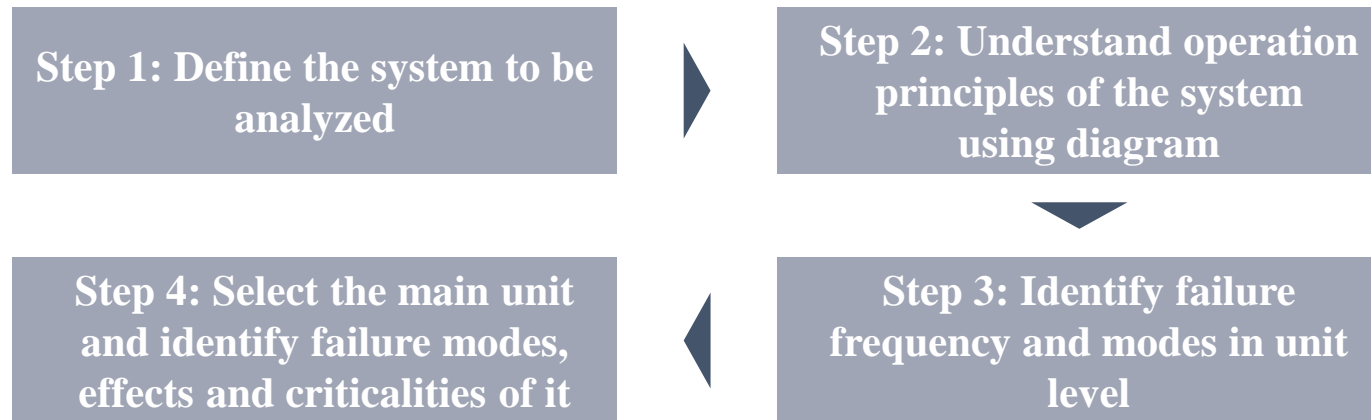 Step 1: Define the system to be
analyzed
Step 2: Understand operation
principles of the system
using diagram
Step 3: Identify failure
frequency and modes in unit
level
Step 4: Select the main unit
and identify failure modes,
effects and criticalities of it